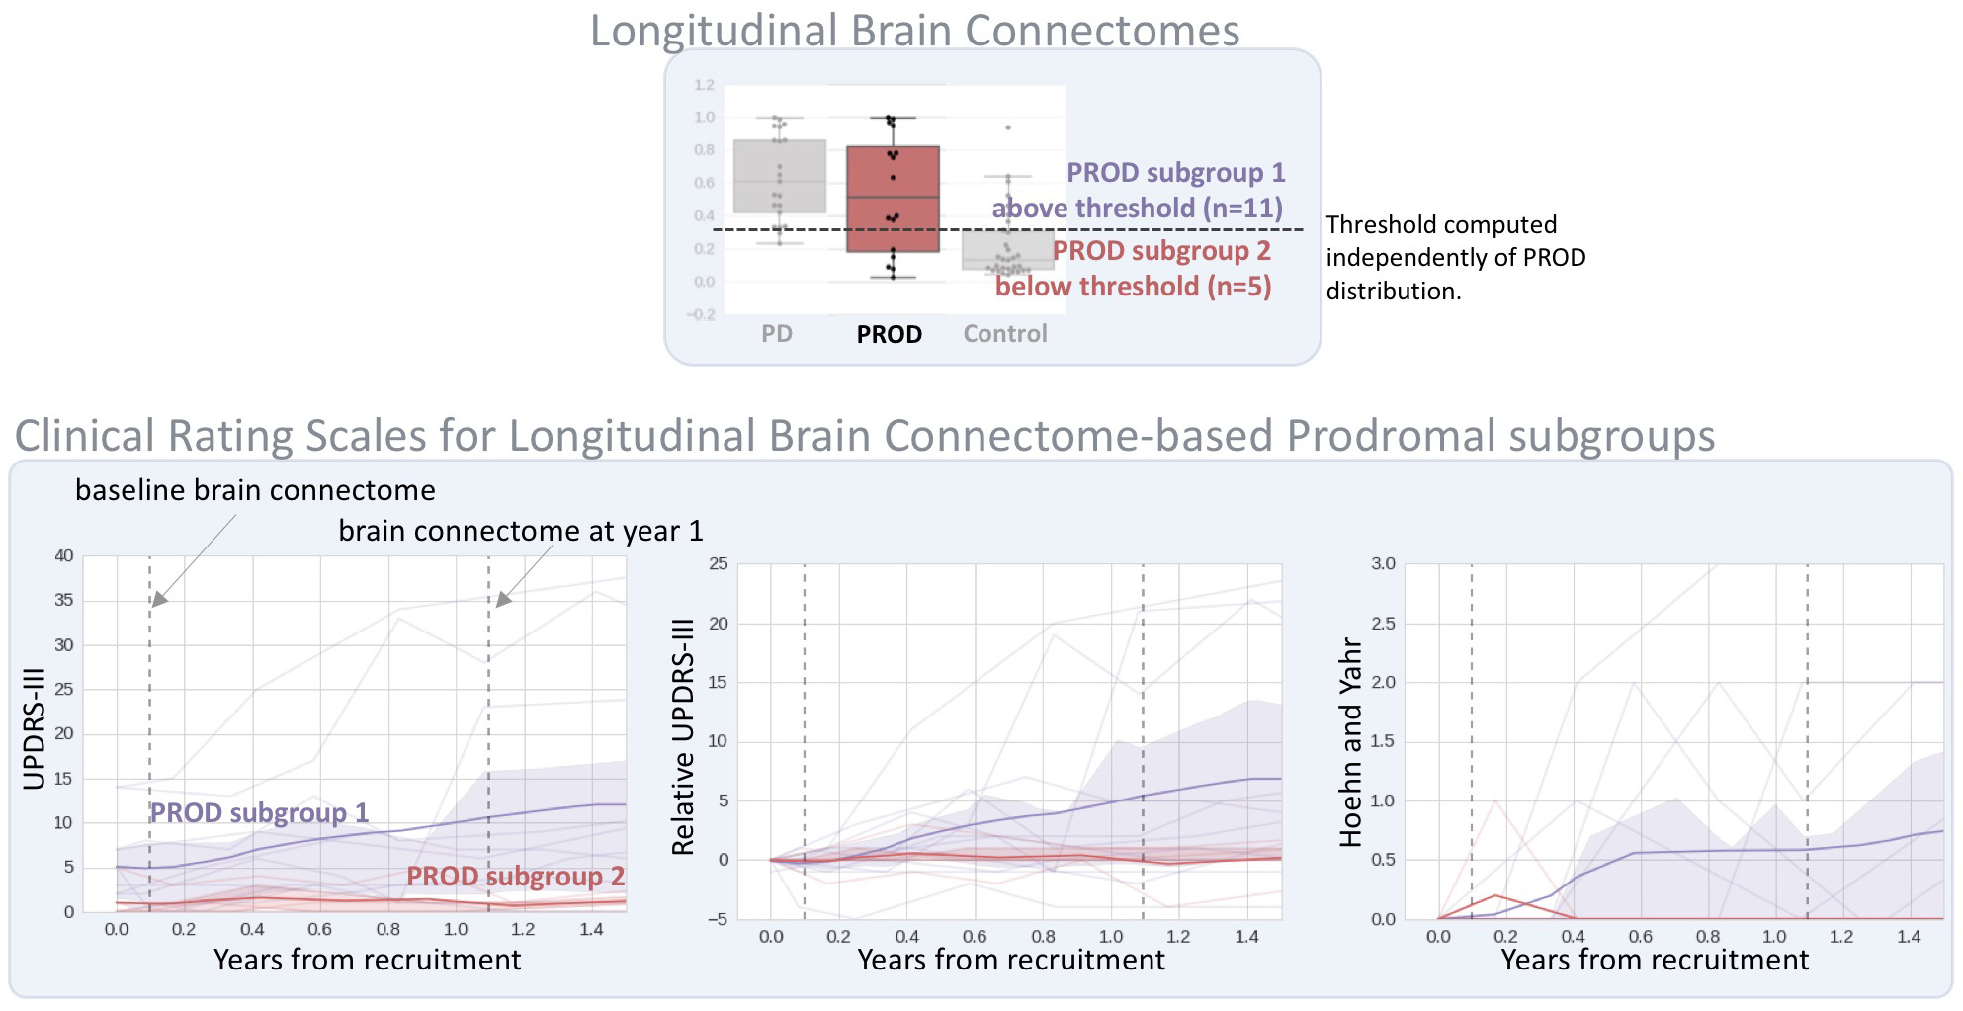 Longitudinal Brain Connectomes
1.2
1.0
0.8
0.6
0.4
0.2
0.0
-0.2
PD
PROD
Control
PROD subgroup 1
above threshold (n=11)
PROD subgroup 2
below threshold (n=5)
Threshold computed
independently of PROD
distribution.
Clinical Rating Scales for Longitudinal Brain Connectome-based Prodromal subgroups
baseline brain connectome
brain connectome at year 1
UPDRS-III
40
35
30
25
20
15
10
5
0
PROD subgroup 1
PROD subgroup 2
0.0 0.2 0.4 0.6 0.8 1.0 1.2 1.4
Years from recruitment
Relative UPDRS-III
25
20
15
10
5
0
−5
0.0 0.2 0.4 0.6 0.8 1.0 1.2 1.4
Years from recruitment
Hoehn and Yahr
3.0
2.5
2.0
1.5
1.0
0.5
0.0
0.0 0.2 0.4 0.6 0.8 1.0 1.2 1.4
Years from recruitment